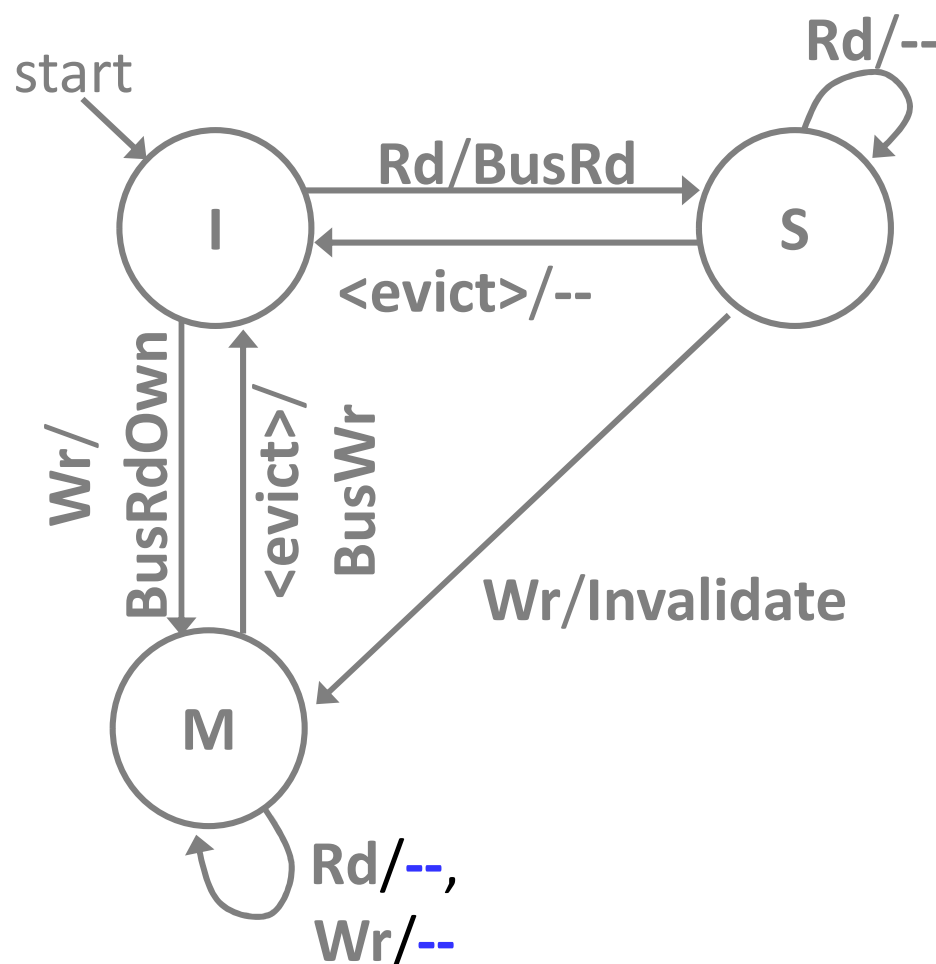 Rd/--
start
Rd/BusRd
I
S
<evict>/--
Wr/
BusRdOwn
<evict>/
BusWr
Wr/Invalidate
M
Rd/--,
Wr/--